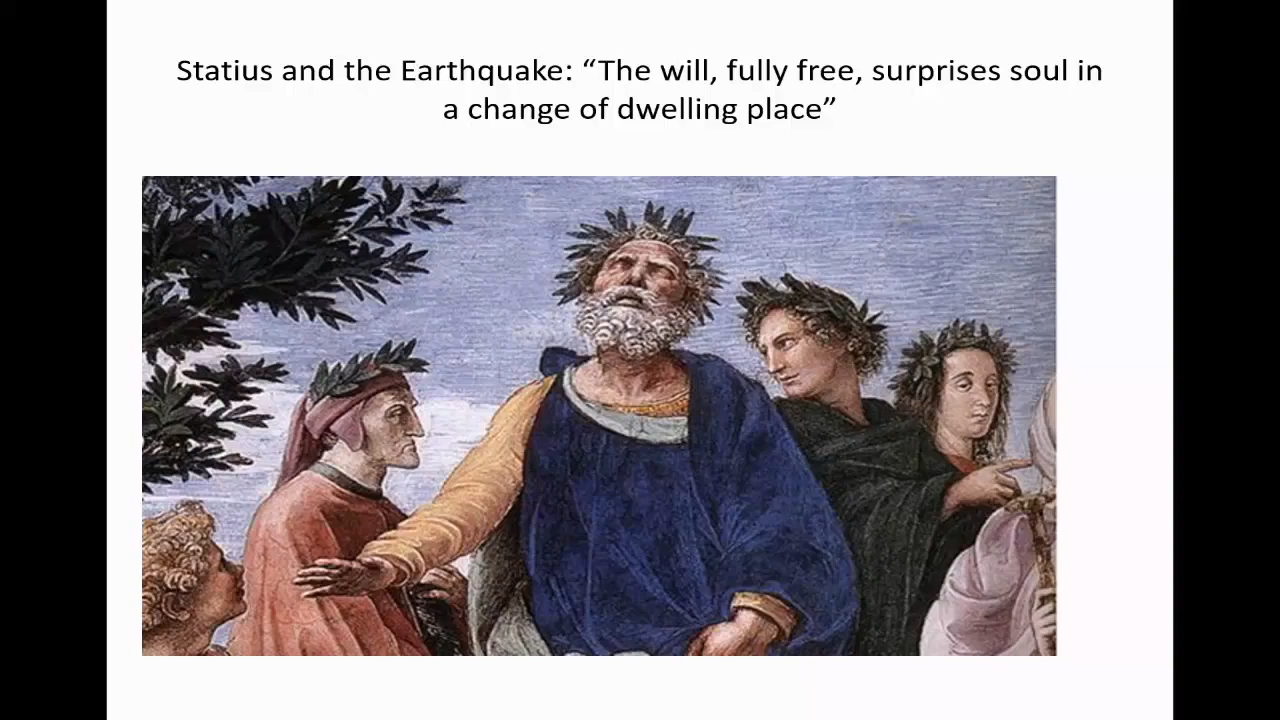 Statius and the Earthquake: “The will, fully free, surprises soul in
a change of dwelling place”